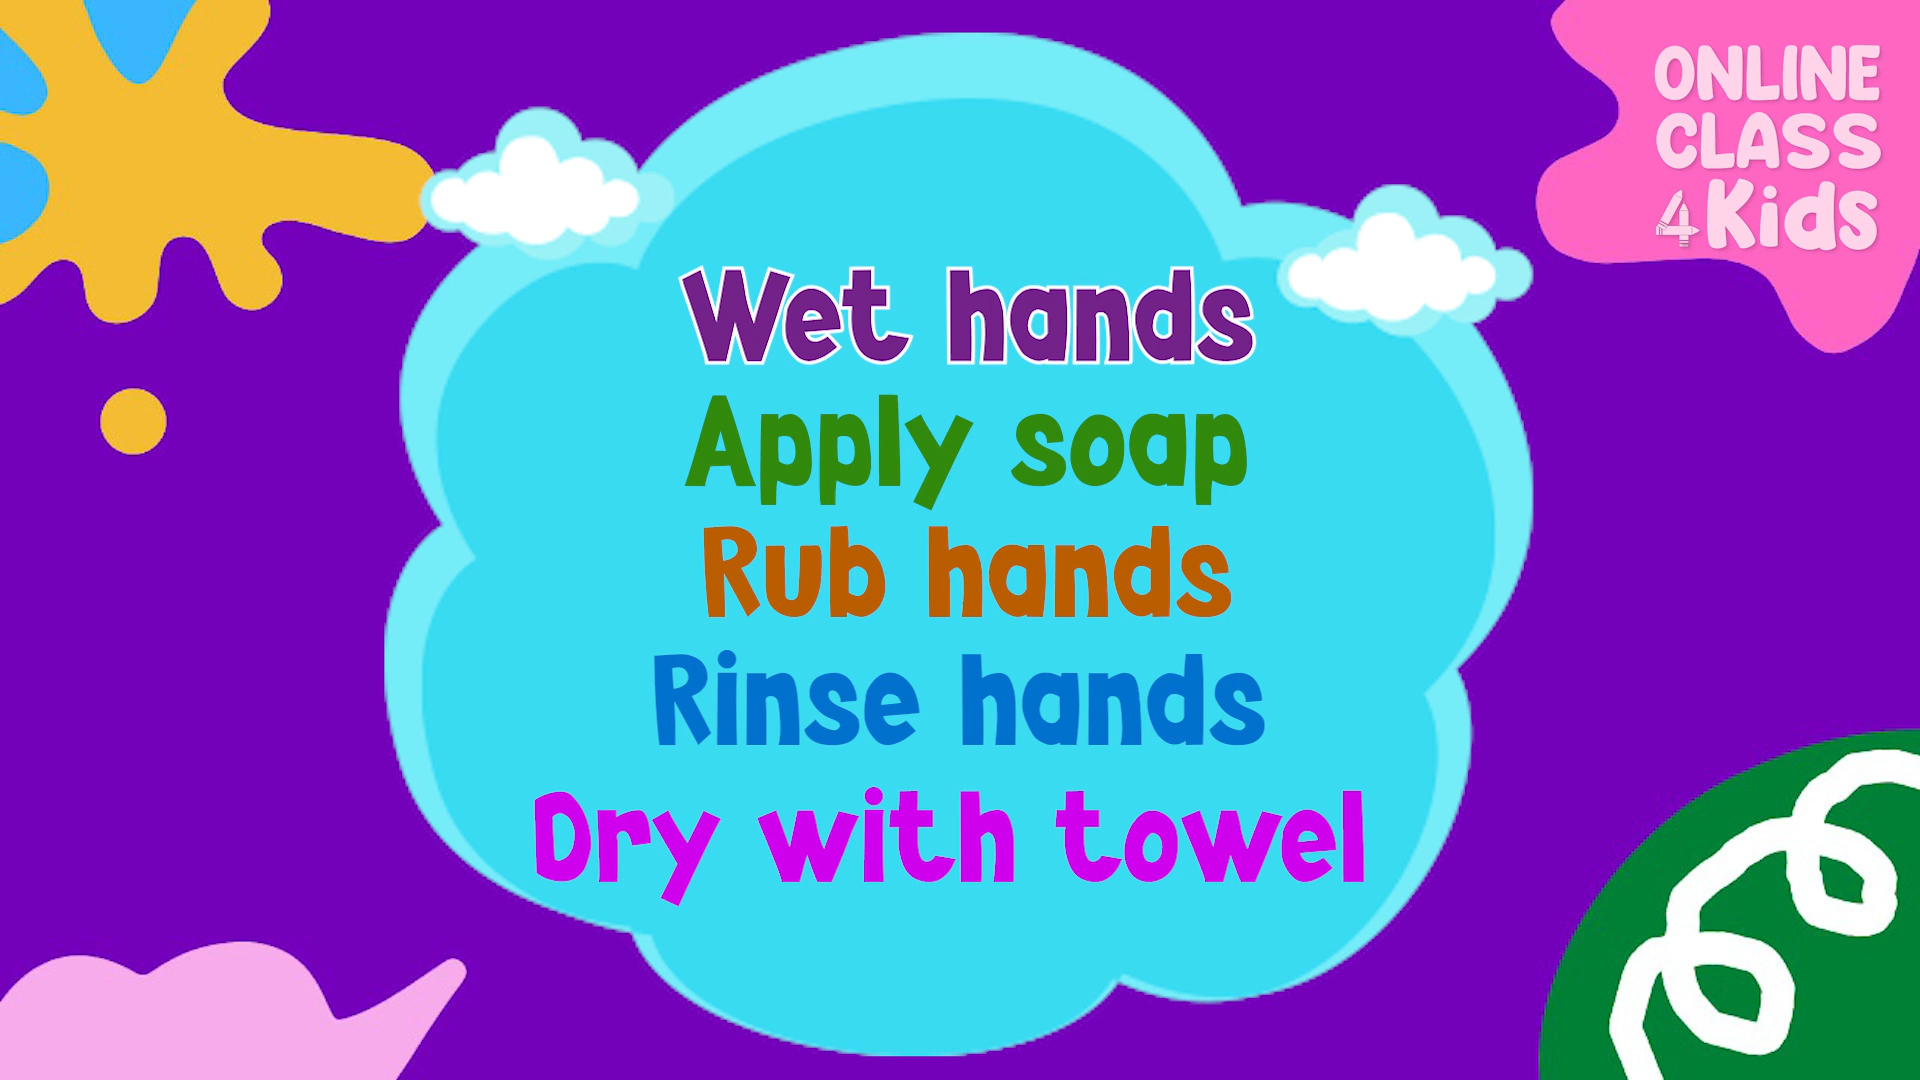 ONLINE
CLASS
4Kids
Wet hands
Apply soap
Rub hands
Rinse hands
Dry with towel